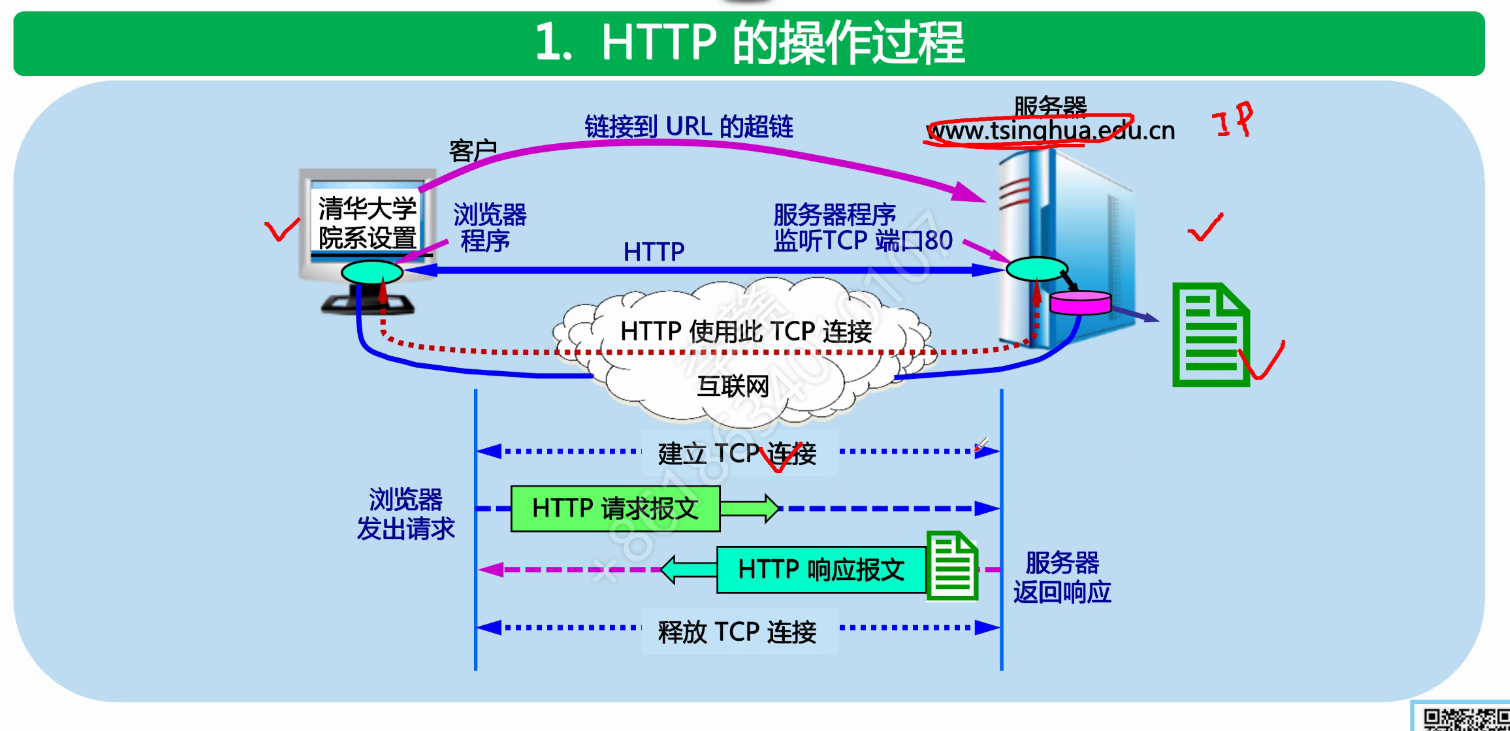 1. HTTP 的操作过程
服务器
www.tsinghua.edu.cn
IP
链接到 URL 的超链
客户
清华大学
院系设置
浏览器
程序
服务器程序
监听TCP 端口80
HTTP
HTTP 使用此 TCP 连接
互联网
建立 TCP 连接
浏览器
发出请求
HTTP 请求报文
HTTP 响应报文
服务器
返回响应
释放 TCP 连接